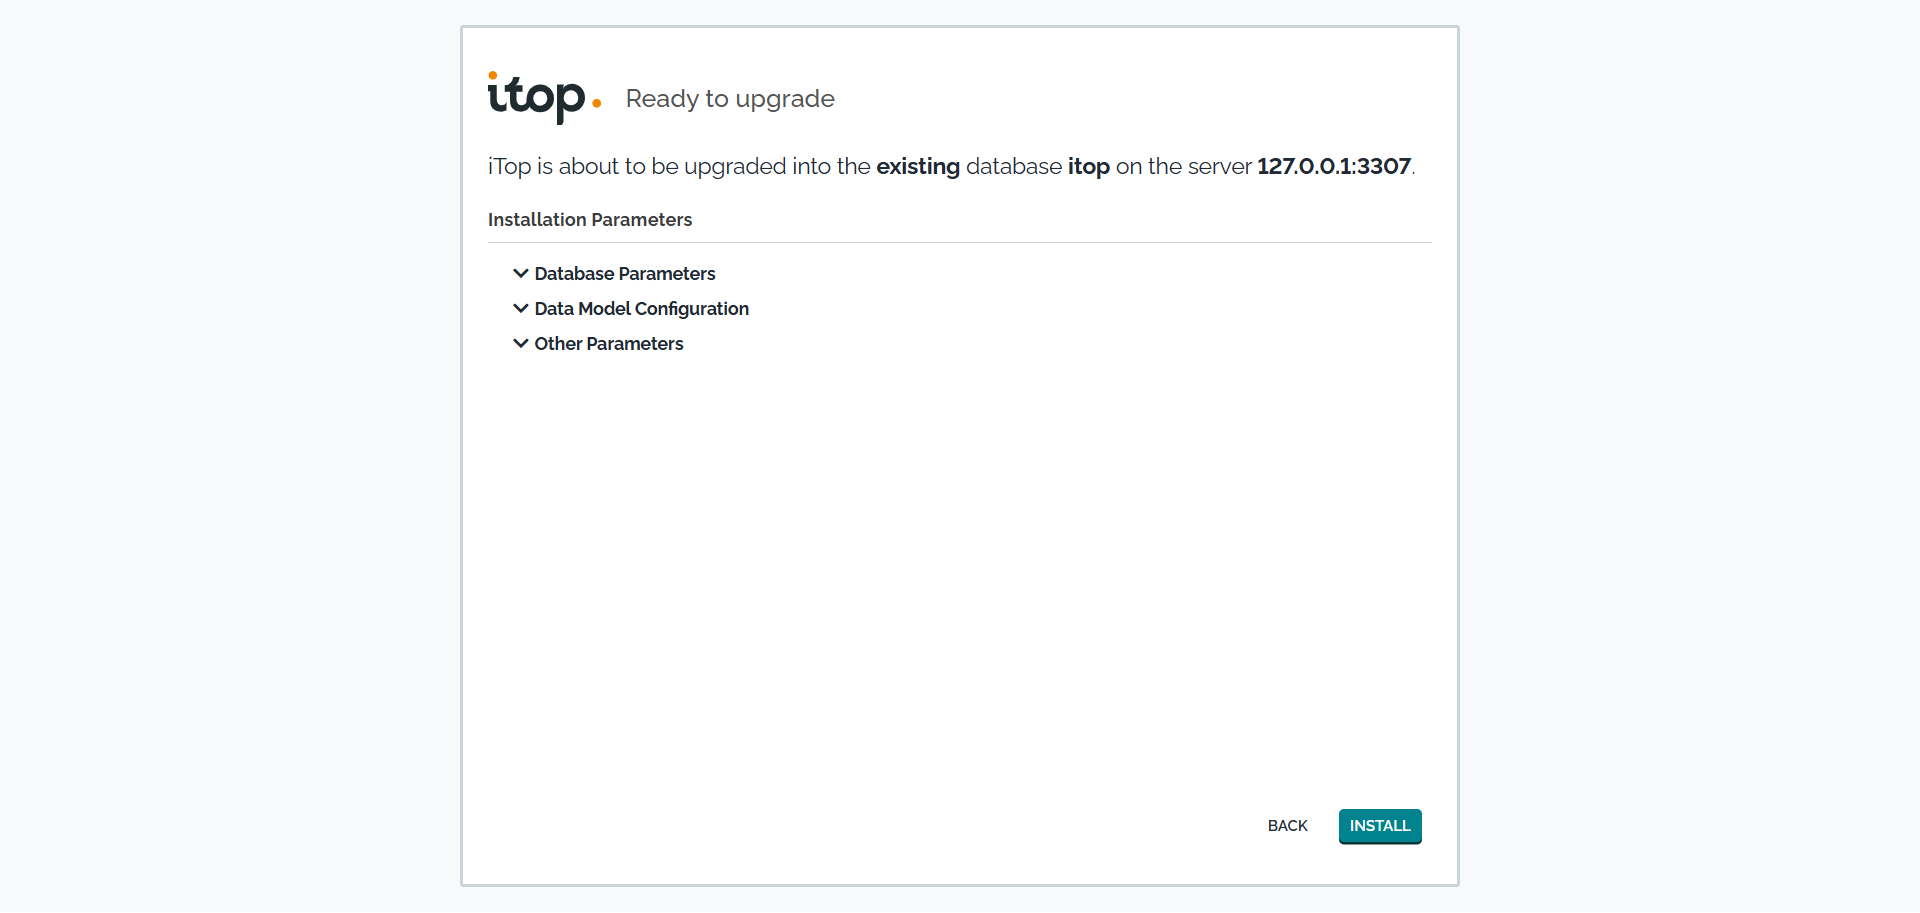 itop
Ready to upgrade
iTop is about to be upgraded into the existing database itop on the server 127.0.0.1:3307.
Installation Parameters
Database Parameters
Data Model Configuration
Other Parameters
BACK
INSTALL